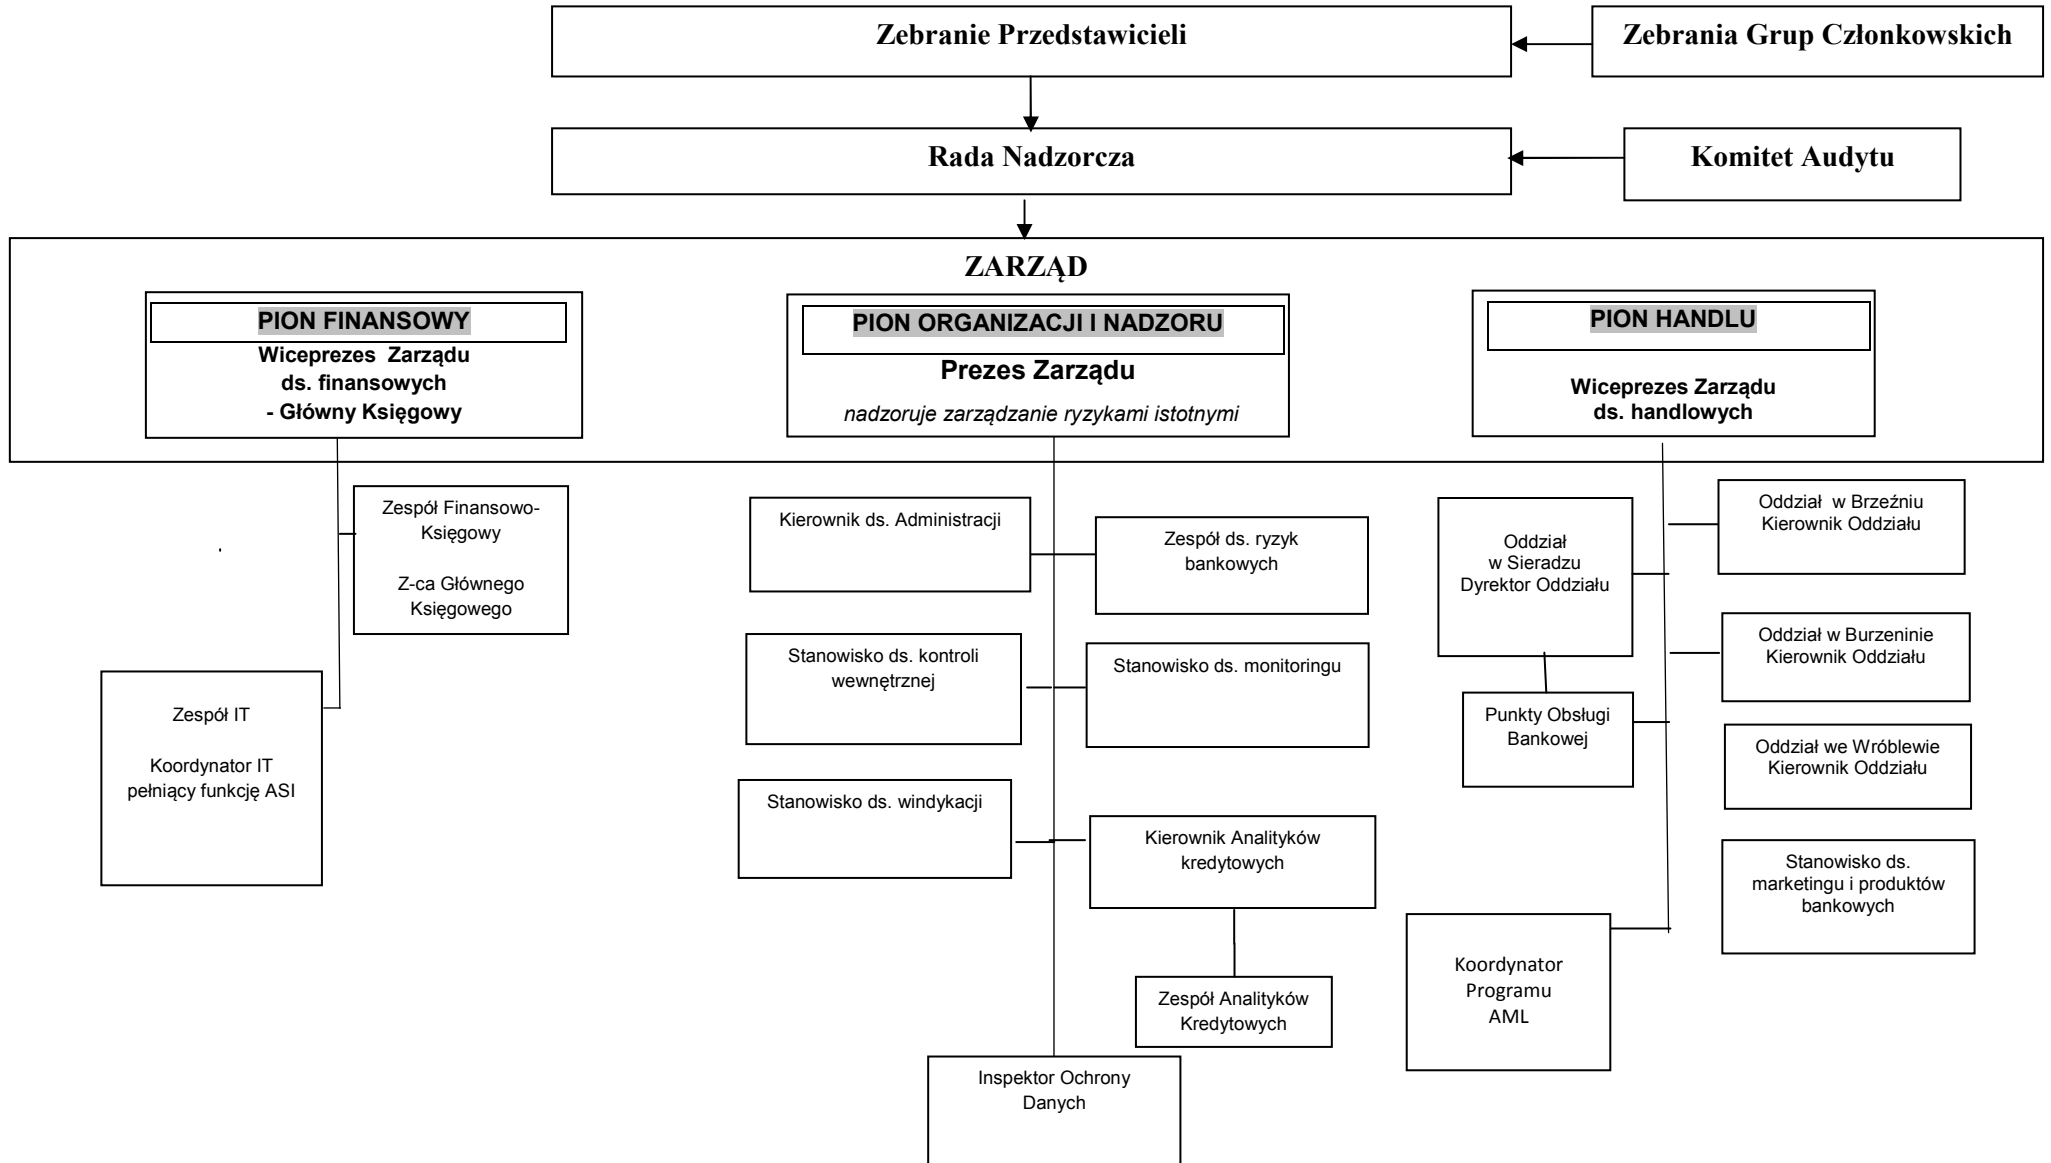 Zebranie Przedstawicieli
Zebrania Grup Członkowskich
Rada Nadzorcza
Komitet Audytu
ZARZĄD
PION FINANSOWY
Wiceprezes Zarządu
ds. finansowych
- Główny Księgowy
PION ORGANIZACJI I NADZORU
Prezes Zarządu
nadzoruje zarządzanie ryzykami istotnymi
PION HANDLU
Wiceprezes Zarządu
ds. handlowych
Zespół Finansowo-
Księgowy
Z-ca Głównego
Księgowego
Zespół IT
Koordynator IT
pełniący funkcję ASI
Kierownik ds. Administracji
Zespół ds. ryzyk
bankowych
Stanowisko ds. kontroli
wewnętrznej
Stanowisko ds. monitoringu
Stanowisko ds. windykacji
Kierownik Analityków
kredytowych
Zespół Analityków
Kredytowych
Inspektor Ochrony
Danych
Oddział
w Sieradzu
Dyrektor Oddziału
Punkty Obsługi
Bankowej
Oddział w Brzeźniu
Kierownik Oddziału
Oddział w Burzeninie
Kierownik Oddziału
Oddział we Wróblewie
Kierownik Oddziału
Stanowisko ds.
marketingu i produktów
bankowych
Koordynator
Programu
AML